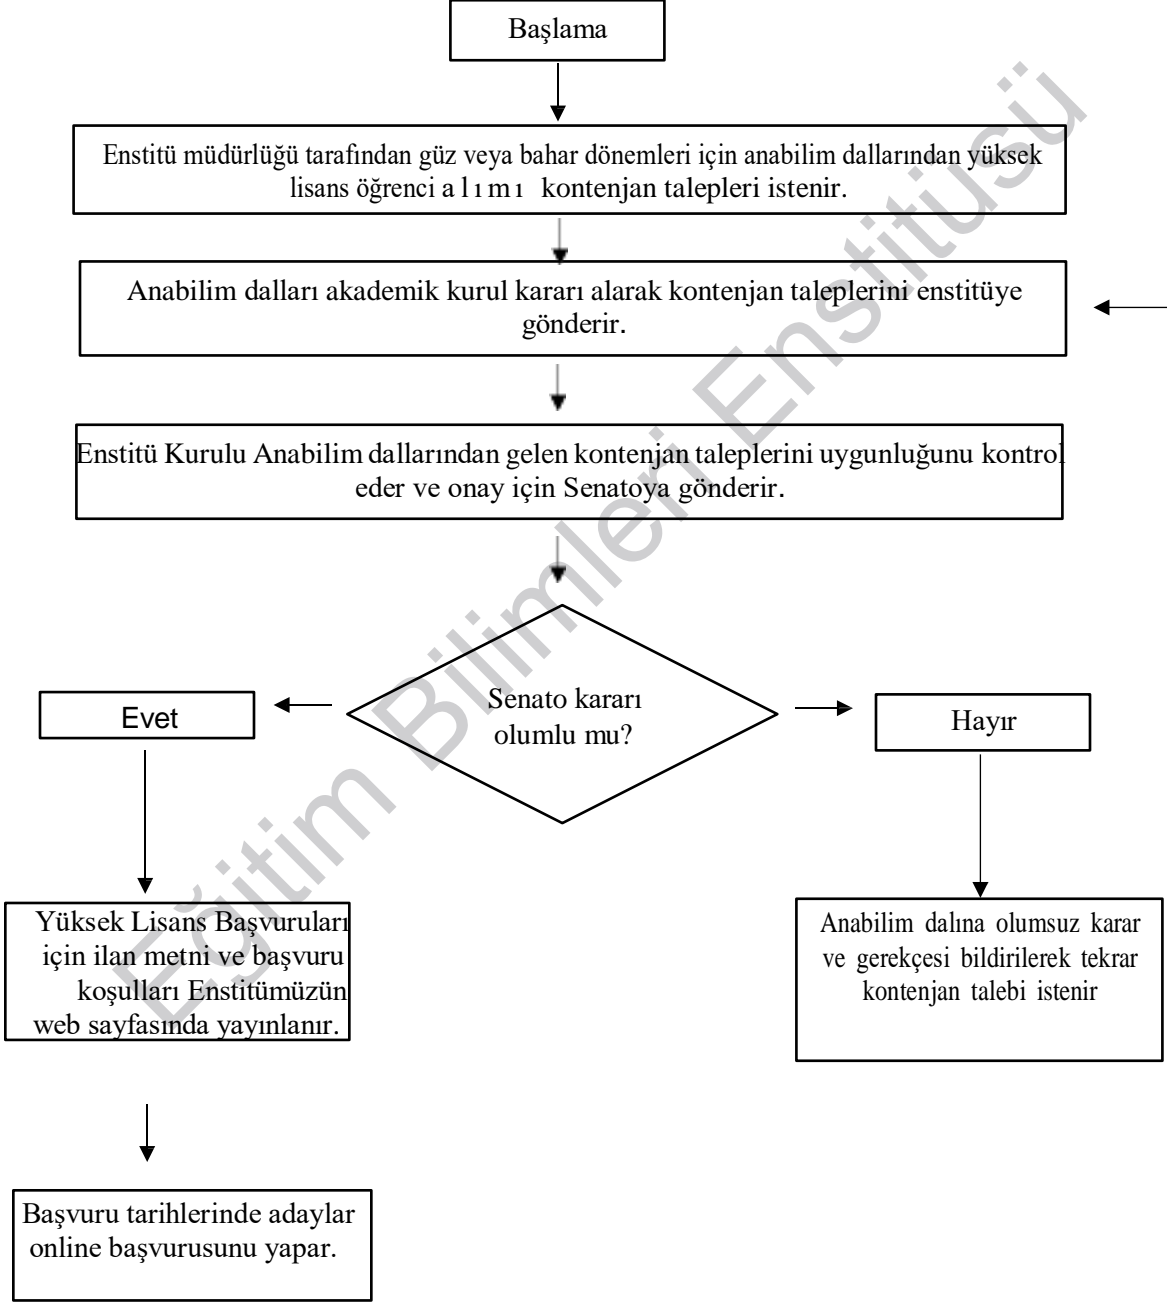 Başlama
Enstitü müdürlüğü tarafından güz veya bahar dönemleri için anabilim dallarından yüksek
lisans öğrenci alımı kontenjan talepleri istenir.
Anabilim dalları akademik kurul kararı alarak kontenjan taleplerini enstitüye
gönderir.
Enstitü Kurulu Anabilim dallarından gelen kontenjan taleplerini uygunluğunu kontrol
eder ve onay için Senatoya gönderir.
Senato kararı
olumlu mu?
Evet
Hayır
Yüksek Lisans Başvuruları
için ilan metni ve başvuru
koşulları Enstitümüzün
web sayfasında yayınlanır.
Anabilim dalına olumsuz karar
ve gerekçesi bildirilerek tekrar
kontenjan talebi istenir
Başvuru tarihlerinde adaylar
online başvurusunu yapar.
Eğitim Bilimleri Enstitüsü